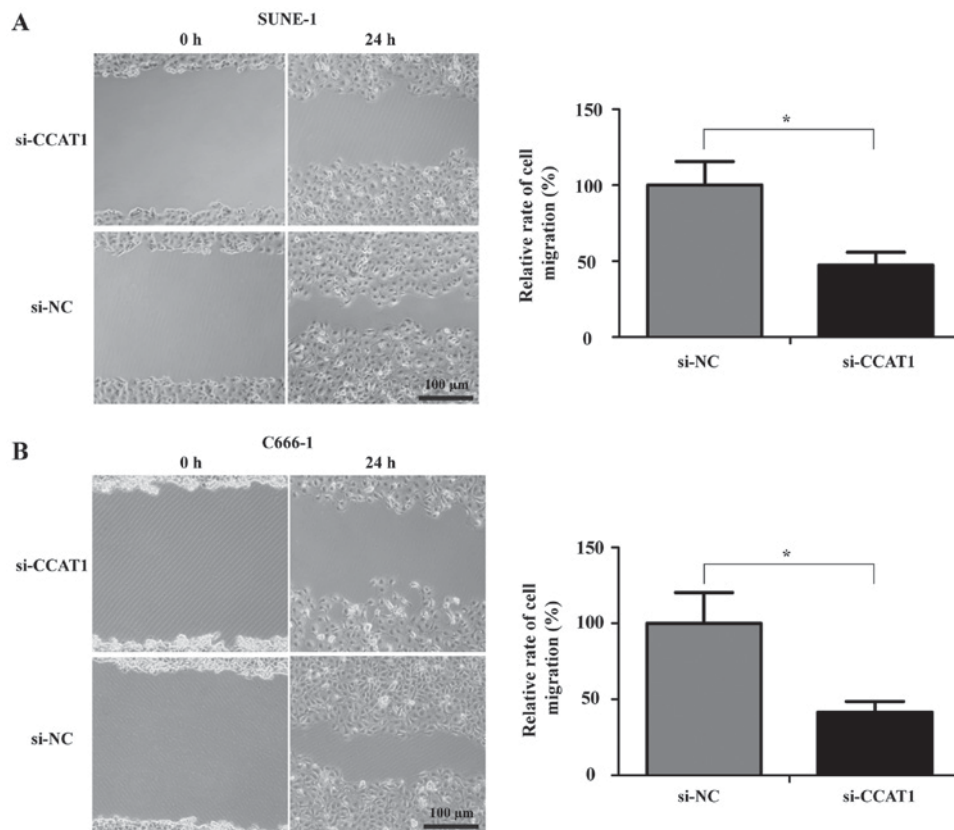 A
SUNE-1
0 h
24 h
si-CCAT1
si-NC
100 µm
Relative rate of cell
migration (%)
150
100
50
0
*
si-NC
si-CCAT1
B
C666-1
0 h
24 h
si-CCAT1
si-NC
100 µm
Relative rate of cell
migration (%)
150
100
50
0
*
si-NC
si-CCAT1